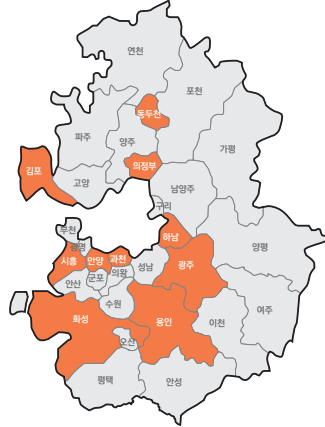 연천
포천
동두천
파주
양주
가평
의정부
김포
고양
남양주
구리
부천
하남
광명
양평
시흥
안양
과천
성남
광주
의왕
군포
안산
수원
여주
화성
용인
이천
오산
평택
안성